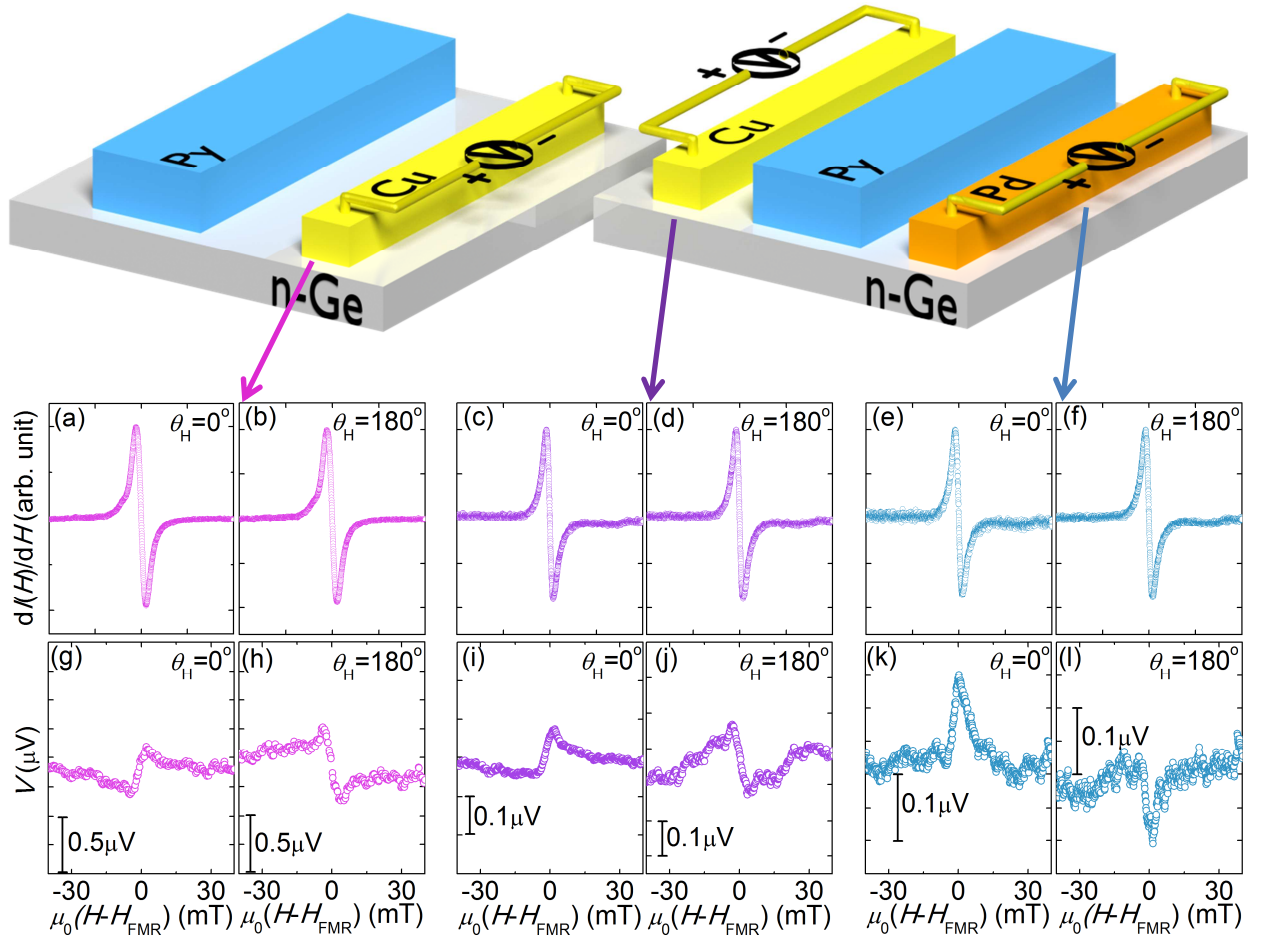 Py
Cu
+
V
−
n-Ge
Cu
+
V
−
Py
Pd
+
V
−
n-Ge
dI(H)/dH (arb. unit)
(a) θH=0°
(b) θH=180°
(c) θH=0°
(d) θH=180°
(e) θH=0°
(f) θH=180°
V (μV)
(g) θH=0°
0.5μV
(h) θH=180°
0.5μV
(i) θH=0°
0.1μV
(j) θH=180°
0.1μV
(k) θH=0°
0.1μV
(l) θH=180°
0.1μV
-30 0 30
-30 0 30
-30 0 30
-30 0 30
-30 0 30
-30 0 30
μ0(H-HFMR) (mT)
μ0(H-HFMR) (mT)
μ0(H-HFMR) (mT)
μ0(H-HFMR) (mT)
μ0(H-HFMR) (mT)
μ0(H-HFMR) (mT)